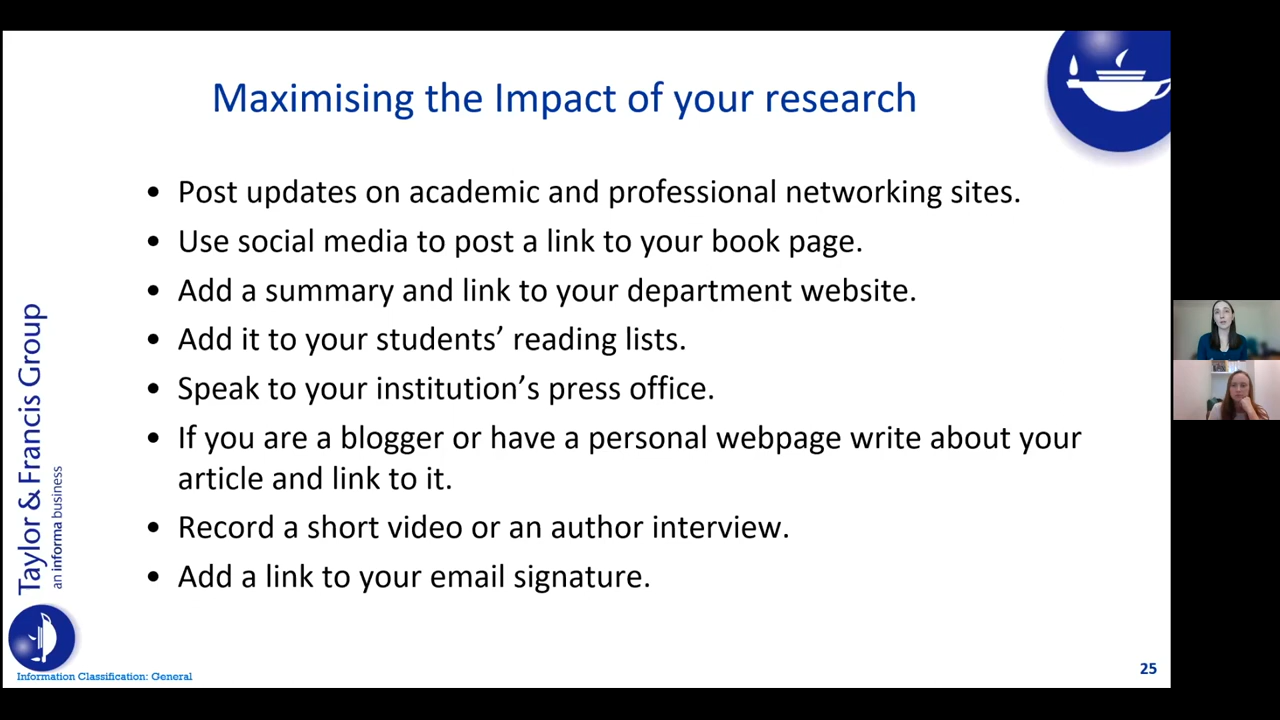 Maximising the Impact of your research
• Post updates on academic and professional networking sites.
• Use social media to post a link to your book page.
• Add a summary and link to your department website.
• Add it to your students’ reading lists.
• Speak to your institution’s press office.
• If you are a blogger or have a personal webpage write about your
article and link to it.
• Record a short video or an author interview.
• Add a link to your email signature.
Taylor & Francis Group
an informa business
Information Classification: General
25